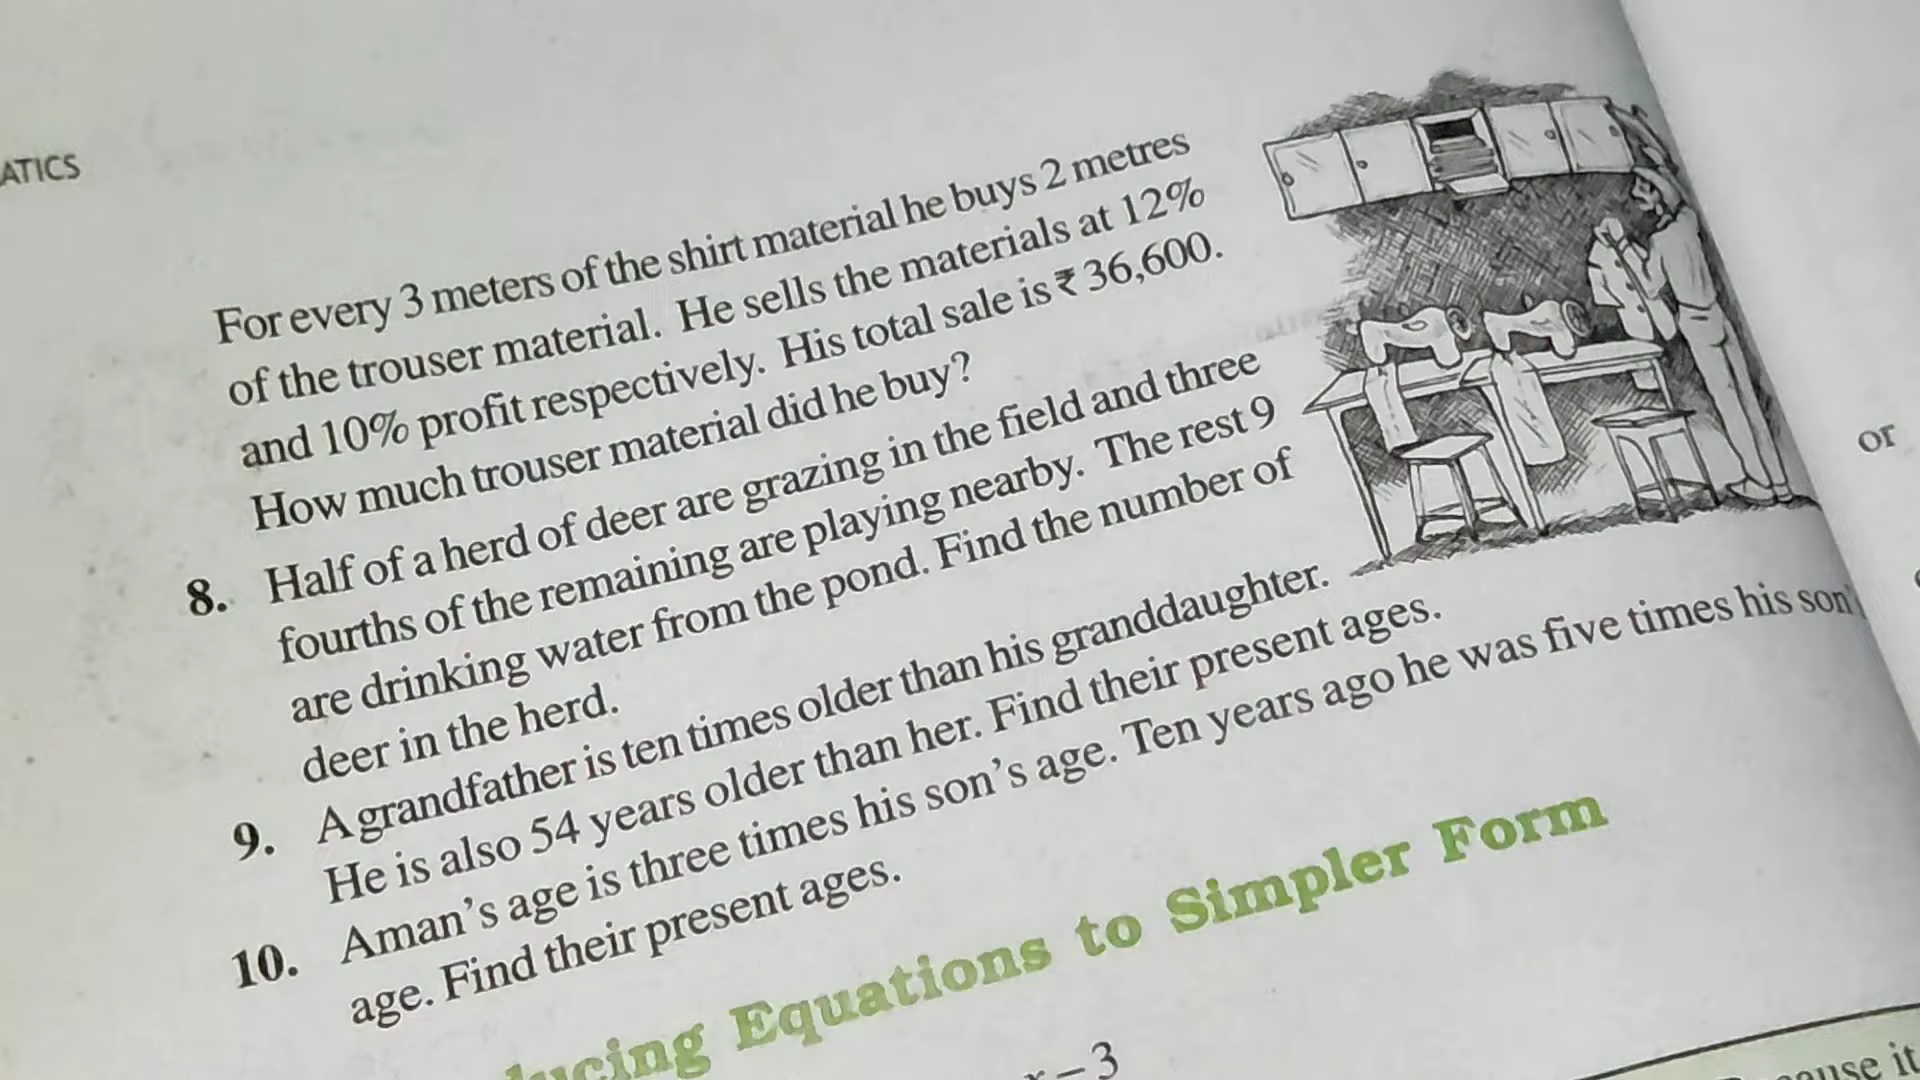 ATICS
For every 3 meters of the shirt material he buys 2 metres
of the trouser material. He sells the materials at 12%
and 10% profit respectively. His total sale is ₹ 36,600.
How much trouser material did he buy?
8. Half of a herd of deer are grazing in the field and three
fourths of the remaining are playing nearby. The rest 9
are drinking water from the pond. Find the number of
deer in the herd.
9. A grandfather is ten times older than his granddaughter.
He is also 54 years older than her. Find their present ages.
10. Aman's age is three times his son's age. Ten years ago he was five times his son'
age. Find their present ages.
ucing Equations to Simpler Form
x – 3
or
cause it